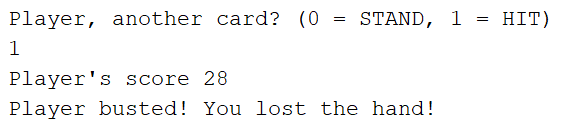 Player, another card? (0 = STAND, 1 = HIT)
1
Player's score 28
Player busted! You lost the hand!